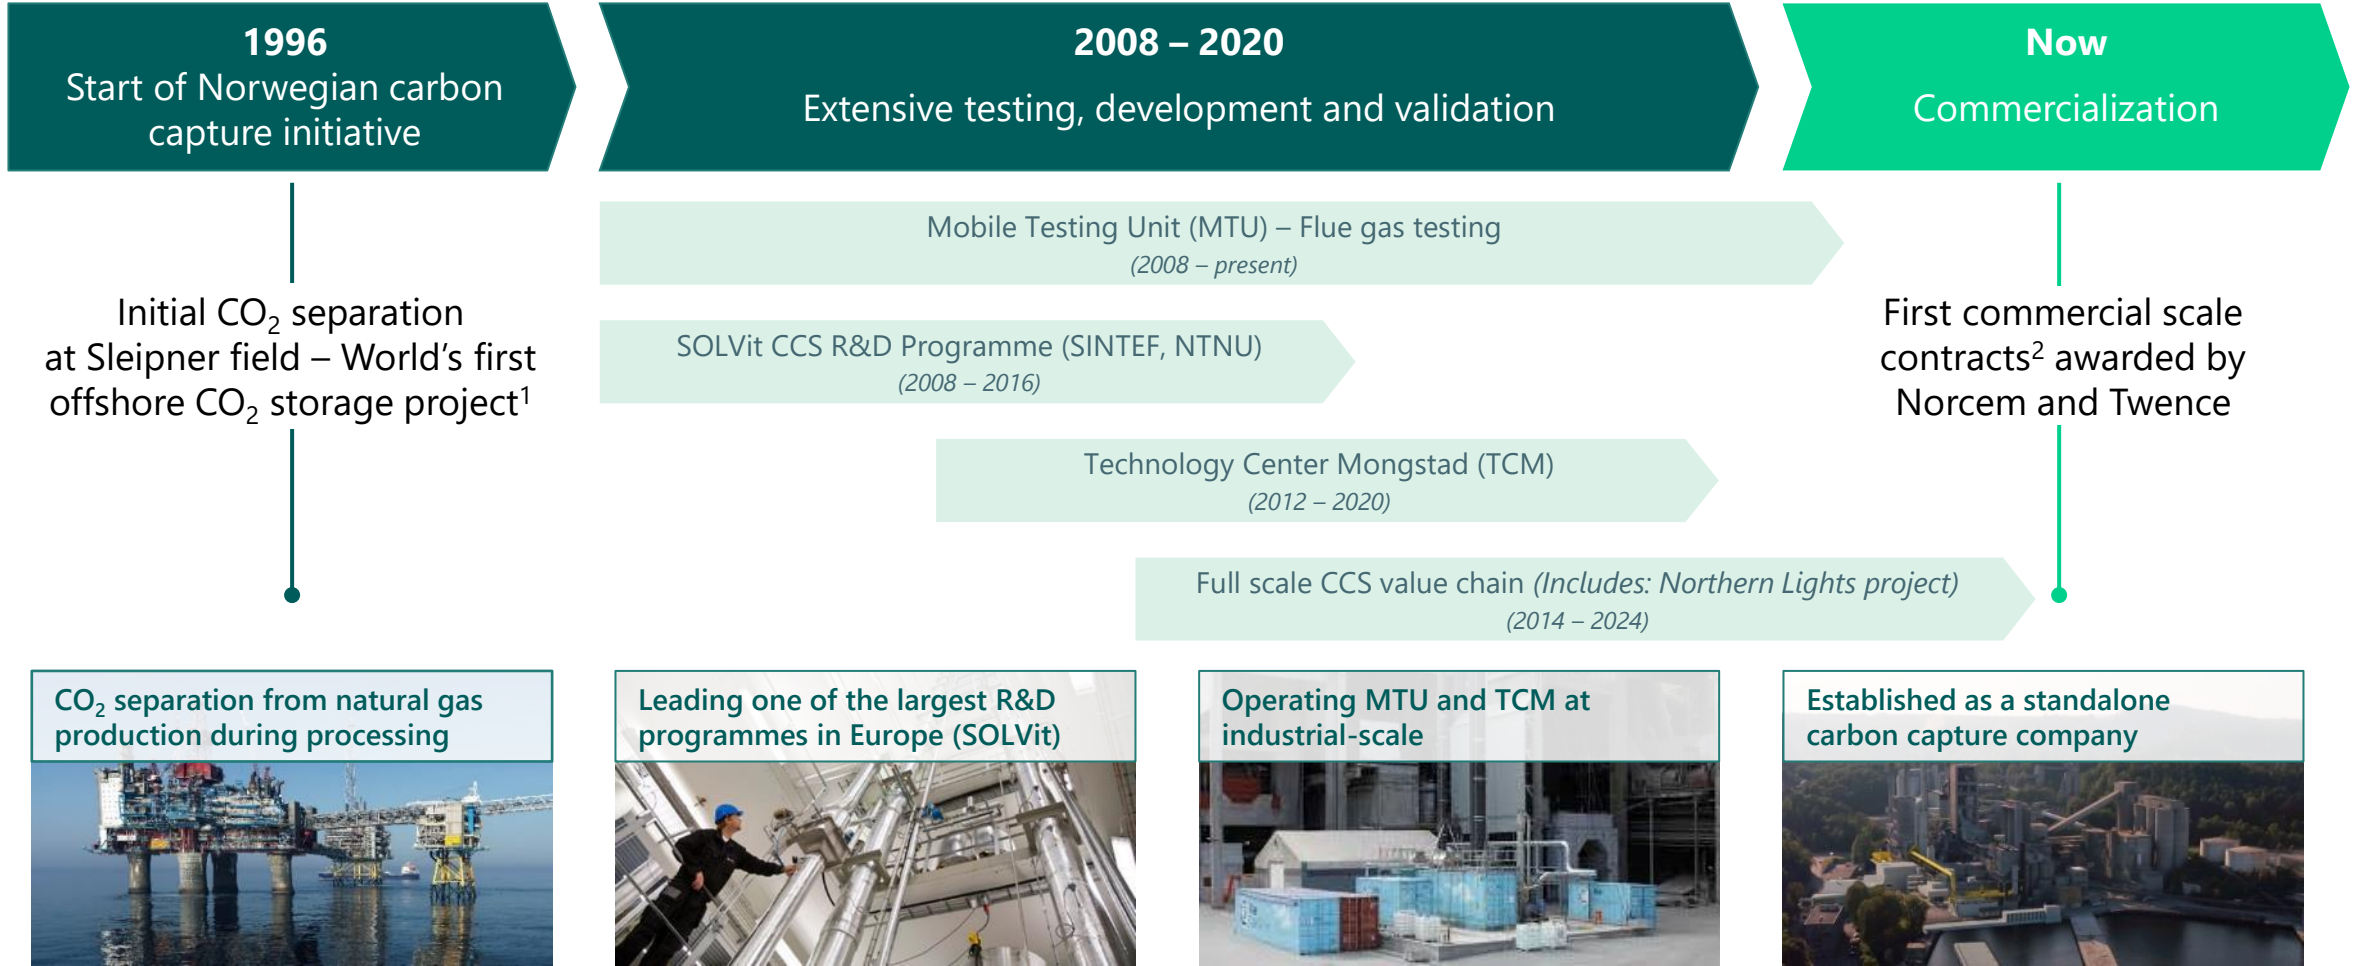 1996
Start of Norwegian carbon
capture initiative
2008 – 2020
Extensive testing, development and validation
Now
Commercialization
Initial CO₂ separation
at Sleipner field – World's first
offshore CO₂ storage project¹
Mobile Testing Unit (MTU) – Flue gas testing
(2008 – present)
SOLVit CCS R&D Programme (SINTEF, NTNU)
(2008 – 2016)
Technology Center Mongstad (TCM)
(2012 – 2020)
Full scale CCS value chain (Includes: Northern Lights project)
(2014 – 2024)
First commercial scale
contracts² awarded by
Norcem and Twence
CO₂ separation from natural gas
production during processing
Leading one of the largest R&D
programmes in Europe (SOLVit)
Operating MTU and TCM at
industrial-scale
Established as a standalone
carbon capture company